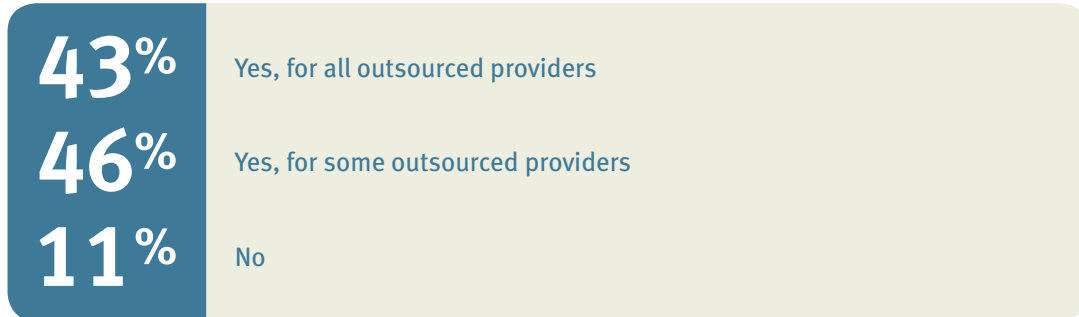 43% Yes, for all outsourced providers
46% Yes, for some outsourced providers
11% No